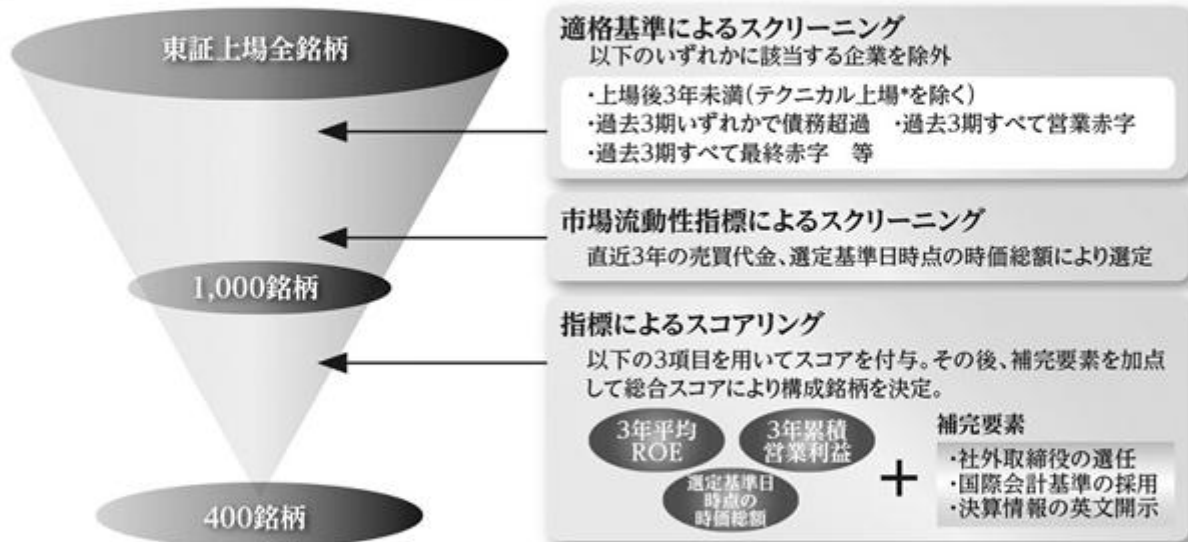 東証上場全銘柄
1,000銘柄
400銘柄
適格基準によるスクリーニング
以下のいずれかに該当する企業を除外
・上場後3年未満(テクニカル上場*を除く)
・過去3期いずれかで債務超過　・過去3期すべて営業赤字
・過去3期すべて最終赤字　等
市場流動性指標によるスクリーニング
直近3年の売買代金、選定基準日時点の時価総額により選定
指標によるスコアリング
以下の3項目を用いてスコアを付与。その後、補完要素を加点
して総合スコアにより構成銘柄を決定。
3年平均
ROE
3年累積
営業利益
選定基準日
時点の
時価総額
+
補完要素
・社外取締役の選任
・国際会計基準の採用
・決算情報の英文開示